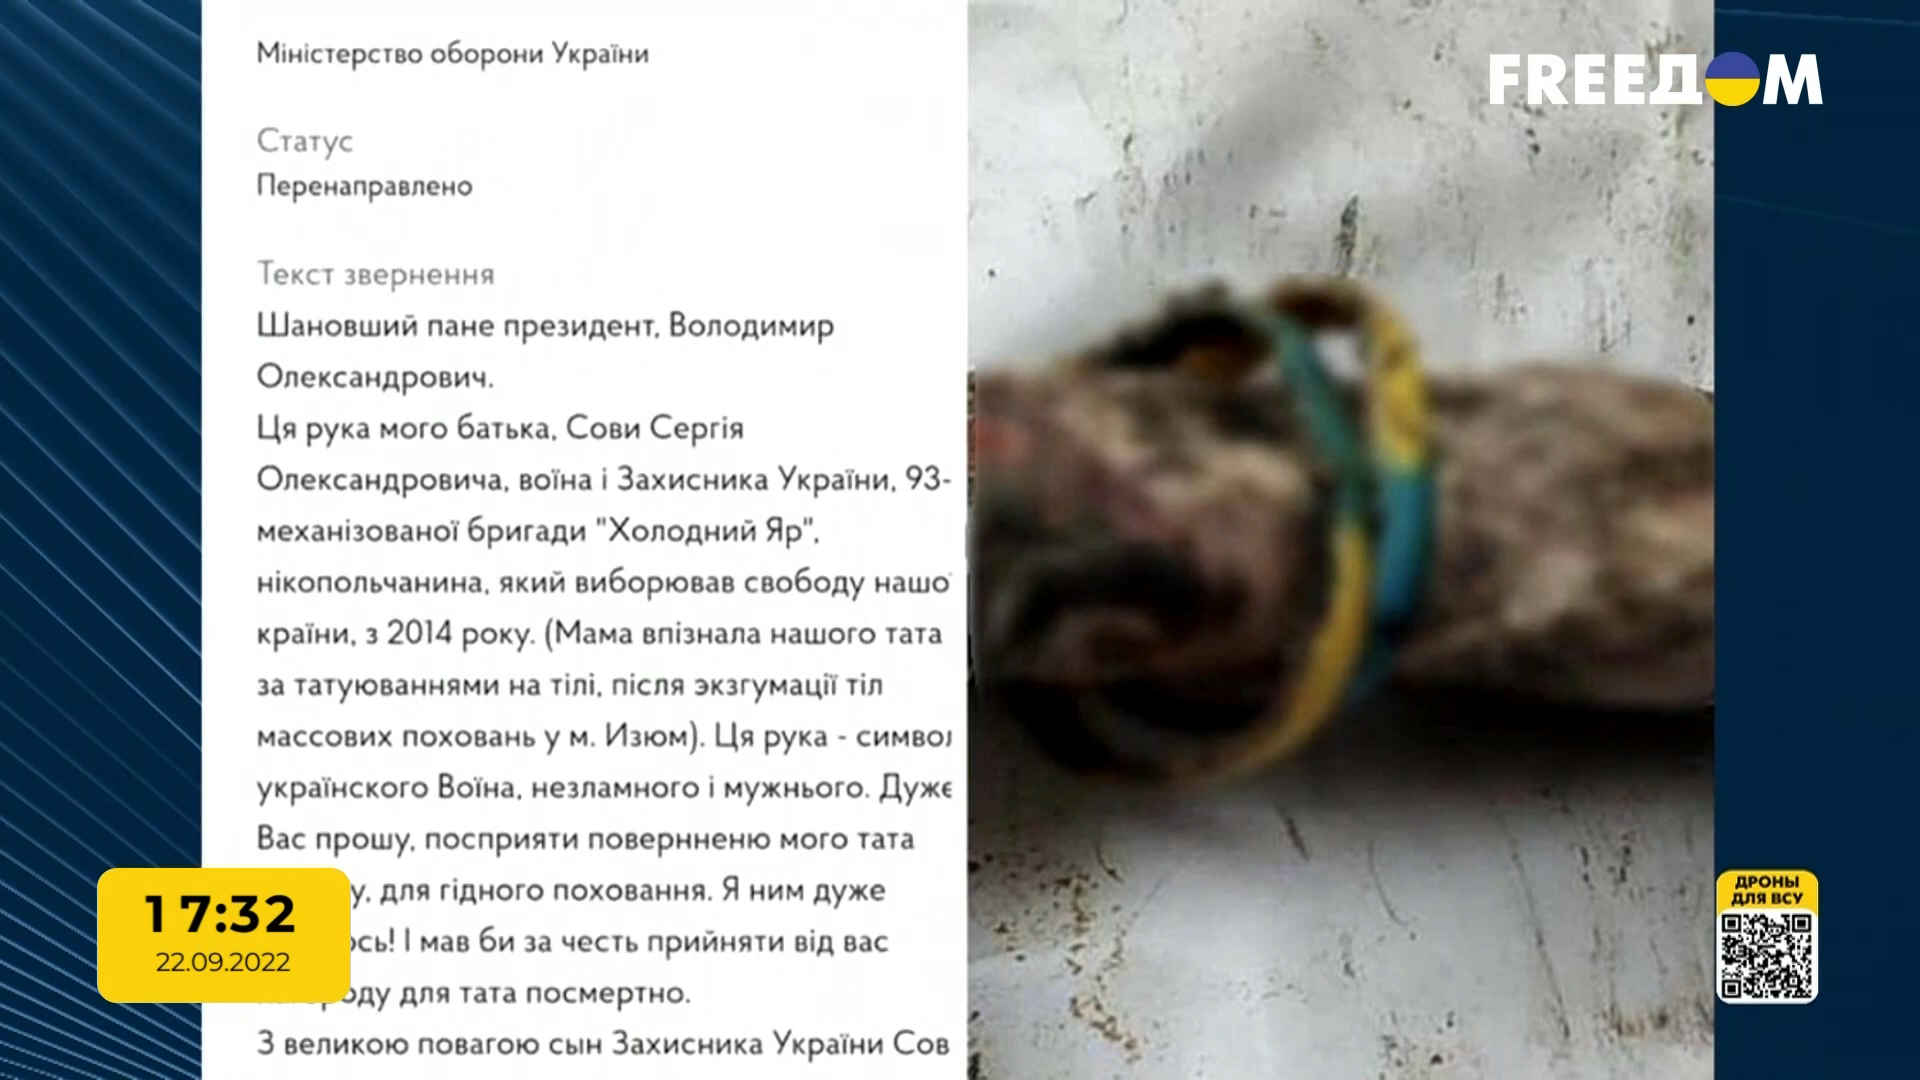 Міністерство оборони України
Статус
Перенаправлено
Текст звернення
Шановший пане президент, Володимир
Олександрович.
Ця рука мого батька, Сови Сергія
Олександровича, воїна і Захисника України, 93-
механізованої бригади "Холодний Яр",
нікопольчанина, який виборював свободу
країни, з 2014 року. (Мама впізнала нашого тата
за татуюваннями на тілі, після экзгумації тіл
массових поховань у м. Изюм). Ця рука -
українского Воїна, незламного і мужнього. Дуже
Вас прошу, посприяти повернненю мого тата
для гідного поховання. Я ним дуже
І мав би за честь прийняти від вас
для тата посмертно.
З великою повагою сын Захисника України Сов
FREEДОМ
17:32
22.09.2022
ДРОНЫ
ДЛЯ ВСУ